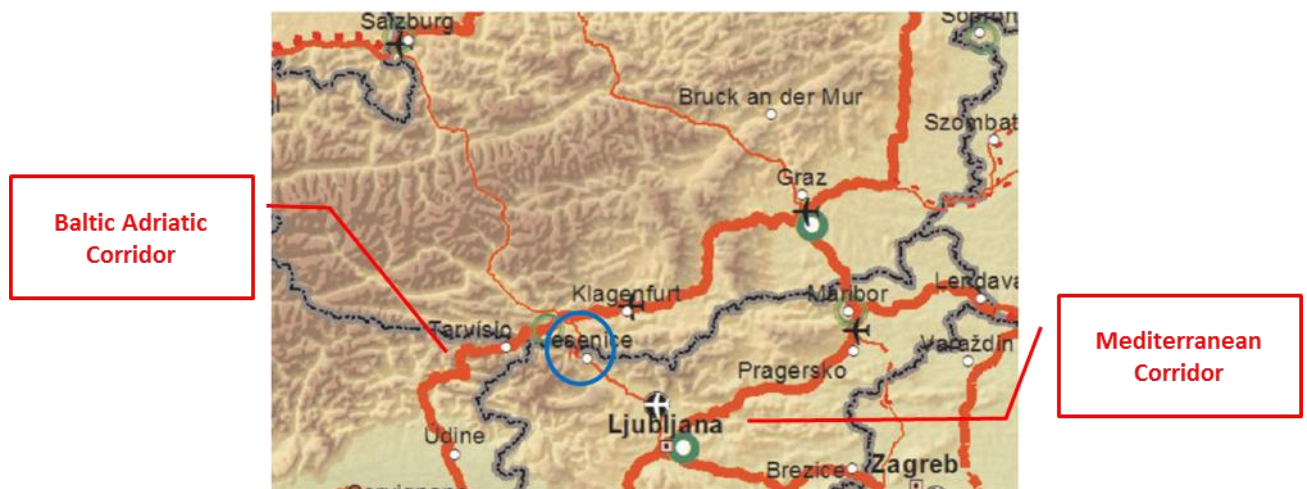 Salzburg
Sopron
Bruck an der Mur
Szombat
Graz
Baltic Adriatic
Corridor
Klagenfurt
Maribor
Lendava
Tarvisio
esenice
Varaždin
Mediterranean
Corridor
Pragersko
Ljubljana
Udine
Brezice
Zagreb